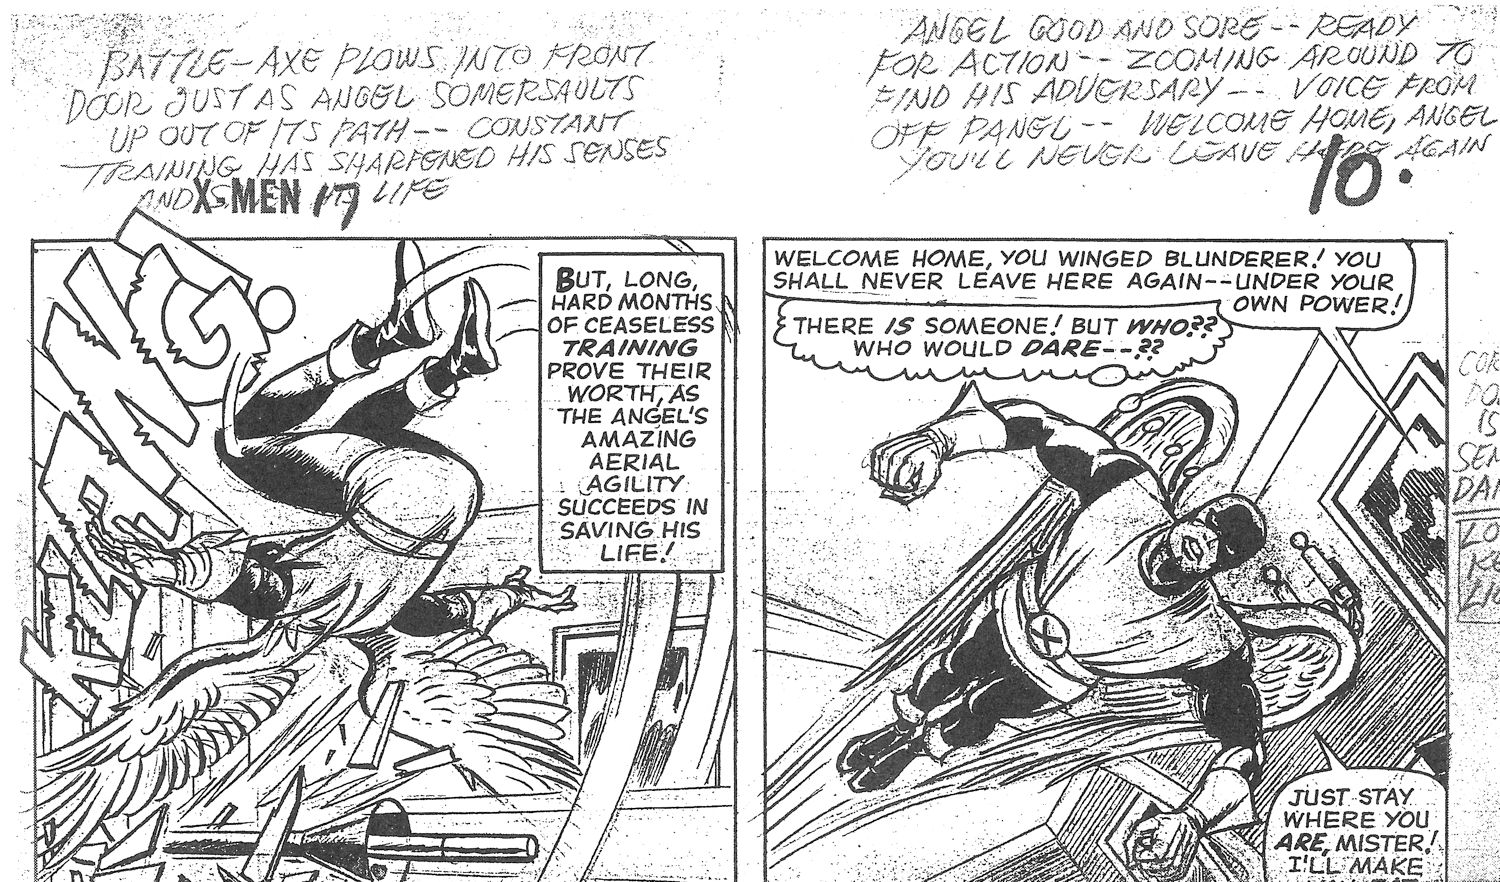 BATTLE-AXE PLOWS INTO FRONT
DOOR JUST AS ANGEL SOMERSAULTS
UP OUT OF ITS PATH-- CONSTANT
TRAINING HAS SHARPENED HIS SENSES
AND LIFE
X-MEN 17
ANGEL GOOD AND SORE-- READY
FOR ACTION-- ZOOMING AROUND TO
FIND HIS ADVERSARY-- VOICE FROM
OFF PANEL-- WELCOME HOME, ANGEL
YOU'LL NEVER LEAVE HERE AGAIN
10.
BUT, LONG,
HARD MONTHS
OF CEASELESS
TRAINING
PROVE THEIR
WORTH, AS
THE ANGEL'S
AMAZING
AERIAL
AGILITY
SUCCEEDS IN
SAVING HIS
LIFE!
WELCOME HOME, YOU WINGED BLUNDERER! YOU
SHALL NEVER LEAVE HERE AGAIN--UNDER YOUR
OWN POWER!
THERE IS SOMEONE! BUT WHO??
WHO WOULD DARE--??
X
JUST STAY
WHERE YOU
ARE, MISTER!
I'LL MAKE